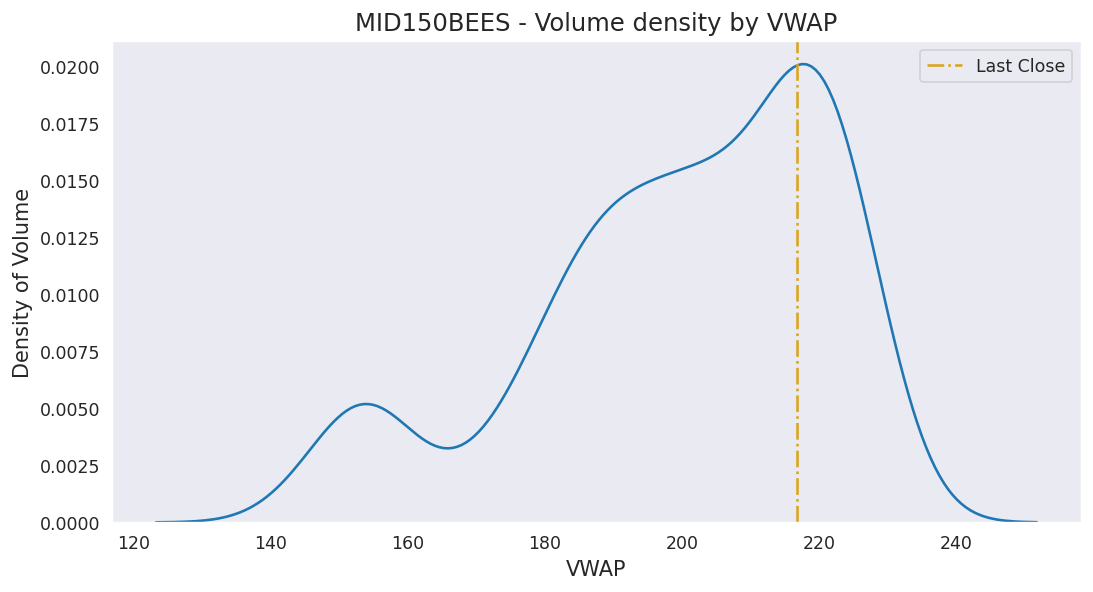 MID150BEES - Volume density by VWAP
Last Close
Density of Volume
0.0200
0.0175
0.0150
0.0125
0.0100
0.0075
0.0050
0.0025
0.0000
120 140 160 180 200 220 240
VWAP